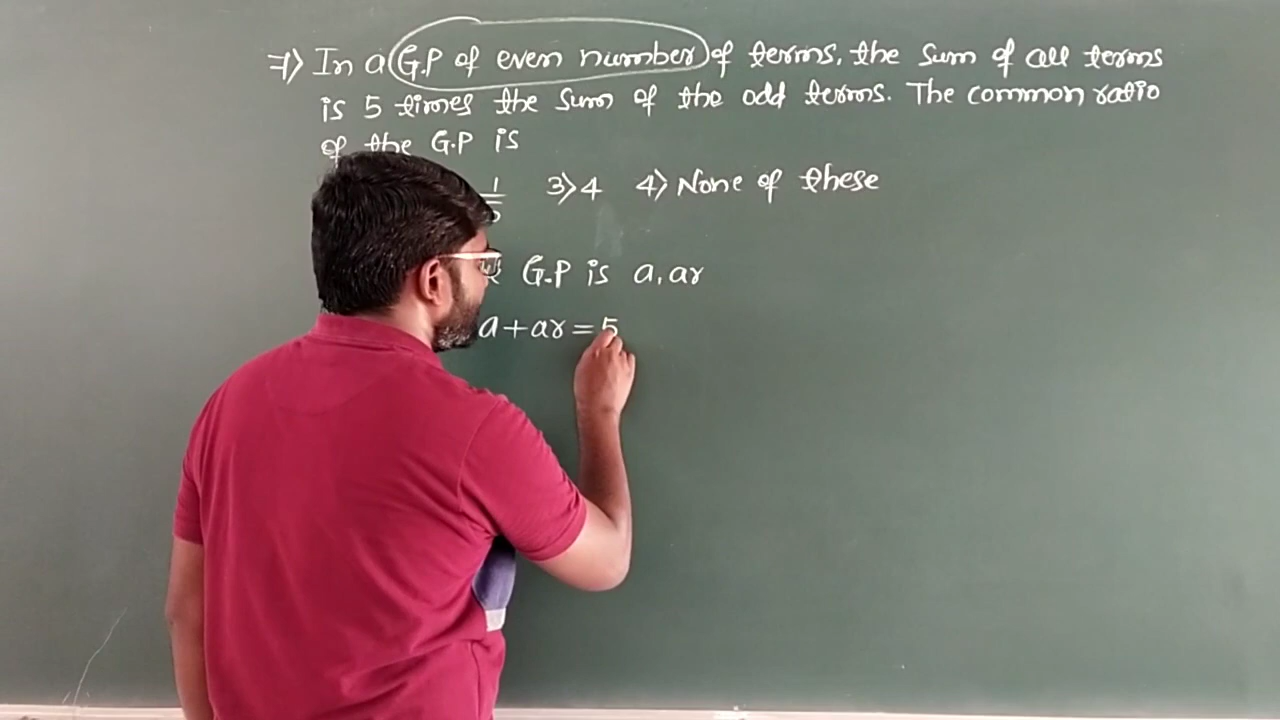 ⇒> In a G.P of even number of terms, the sum of all terms
is 5 times the sum of the odd terms. The common ratio
of the G.P is
1/5 3> 4 4> None of these
G.P is a, ar
a + ar = 5